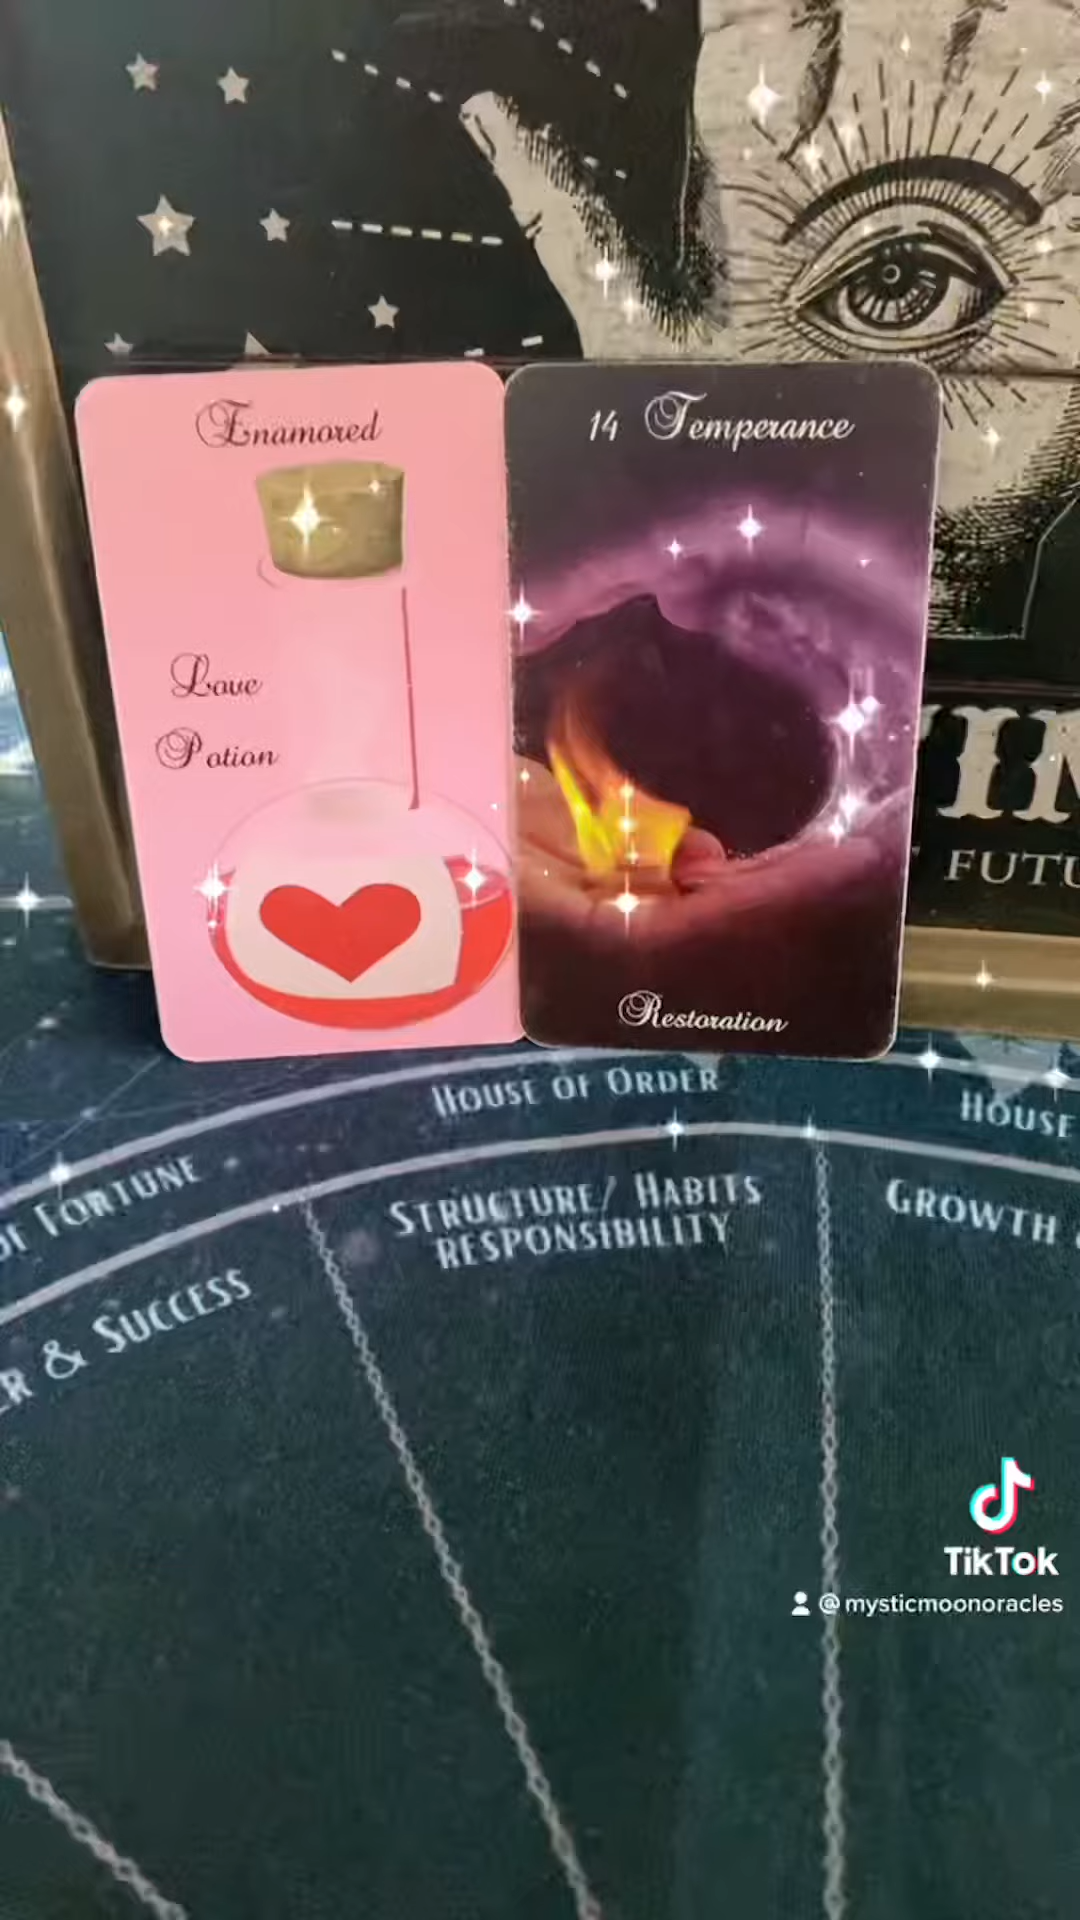 Enamored
14 Temperance
Love
Potion
FUTU
Restoration
HOUSE OF ORDER
HOUSE
OF FORTUNE
STRUCTURE/ HABITS
RESPONSIBILITY
GROWTH
& SUCCESS
TikTok
@mysticmoonoracles